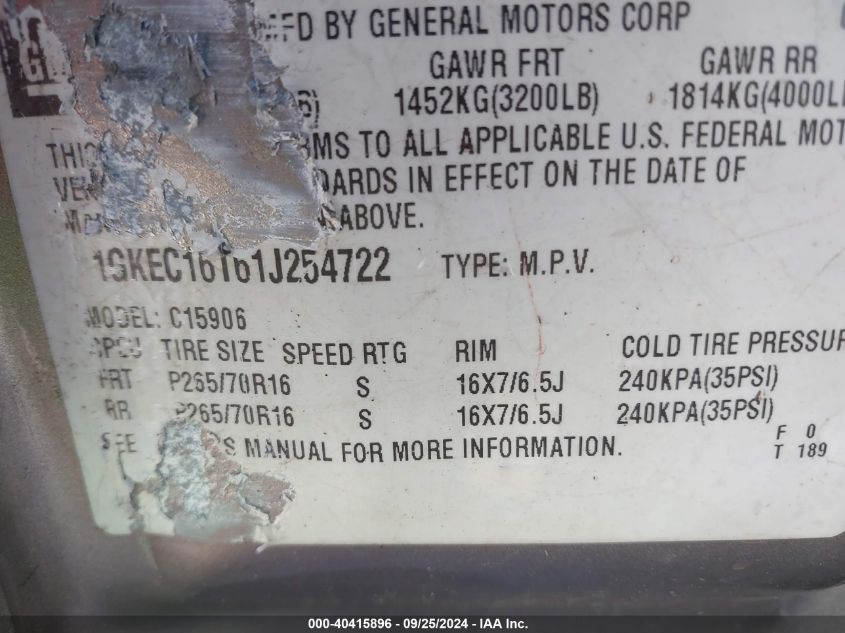 GM
MFD BY GENERAL MOTORS CORP
GAWR FRT GAWR RR
1452KG(3200LB) 1814KG(4000L
TO ALL APPLICABLE U.S. FEDERAL MOT
IN EFFECT ON THE DATE OF
ABOVE.
1GKEC16T61J254722 TYPE: M.P.V.
MODEL: C15906
TIRE SIZE SPEED RTG RIM COLD TIRE PRESSUR
FRT P265/70R16 S 16X7/6.5J 240KPA(35PSI)
RR P265/70R16 S 16X7/6.5J 240KPA(35PSI)
SEE MANUAL FOR MORE INFORMATION.
F 0
T 189
000-40415896 - 09/25/2024 - IAA Inc.